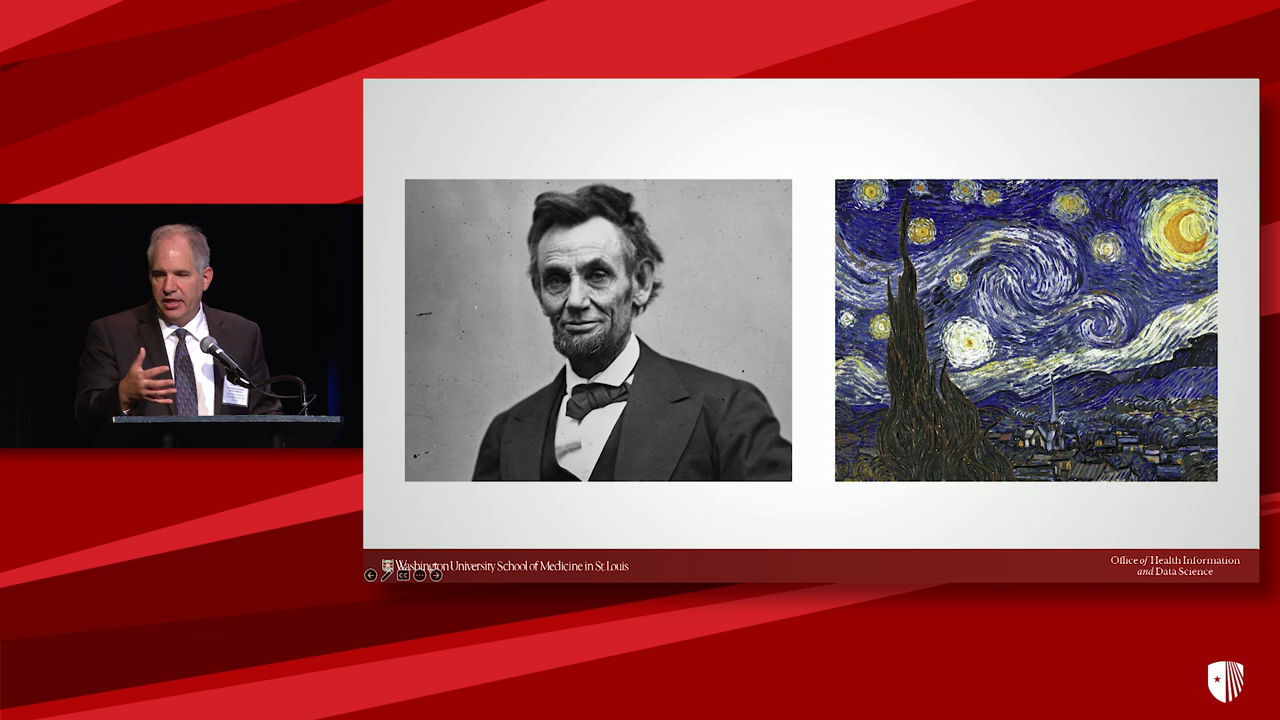 Washington University School of Medicine in St. Louis
Office of Health Information
and Data Science